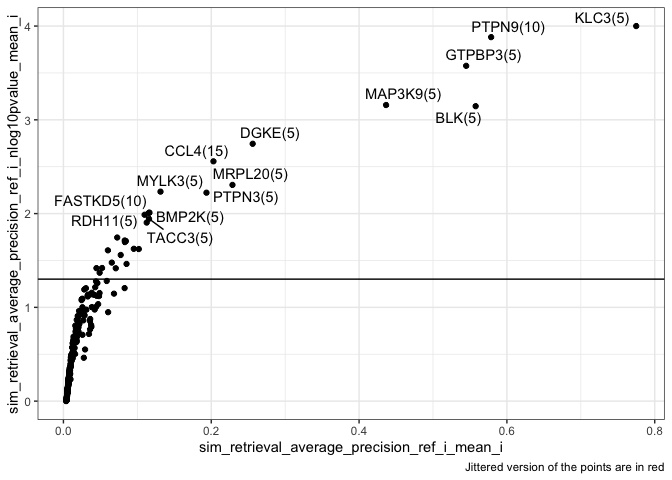 sim_retrieval_average_precision_ref_i_nlog10pvalue_mean_i
4
3
2
1
0
KLC3(5)
PTPN9(10)
GTPBP3(5)
MAP3K9(5)
BLK(5)
DGKE(5)
CCL4(15)
MRPL20(5)
MYLK3(5)
PTPN3(5)
FASTKD5(10)
BMP2K(5)
RDH11(5)
TACC3(5)
0.0 0.2 0.4 0.6 0.8
sim_retrieval_average_precision_ref_i_mean_i
Jittered version of the points are in red